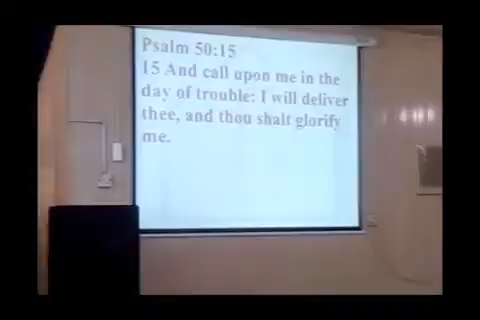 Psalm 50:15
15 And call upon me in the
day of trouble: I will deliver
thee, and thou shalt glorify
me.